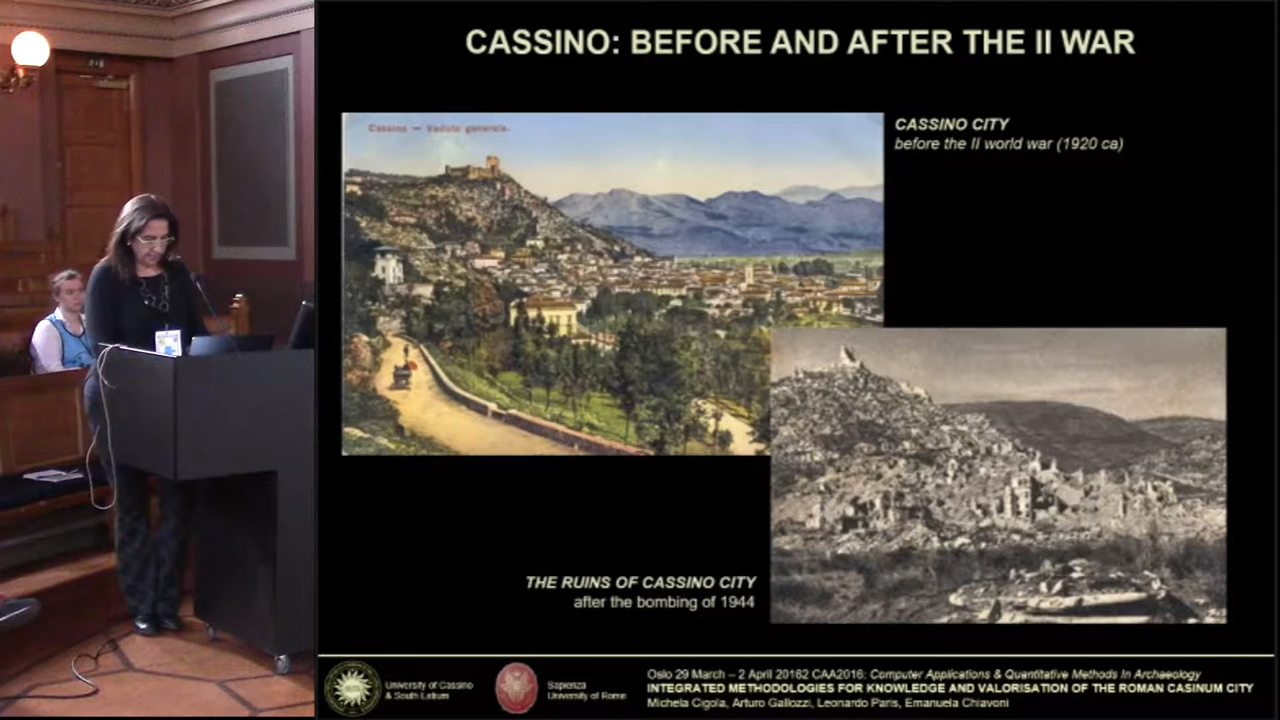 CASSINO: BEFORE AND AFTER THE II WAR
Cassino — Veduta generale.
CASSINO CITY
before the II world war (1920 ca)
THE RUINS OF CASSINO CITY
after the bombing of 1944
University of Cassino
& South Latium
Sapienza
University of Rome
Oslo 29 March – 2 April 20162 CAA2016: Computer Applications & Quantitative Methods In Archaeology
INTEGRATED METHODOLOGIES FOR KNOWLEDGE AND VALORISATION OF THE ROMAN CASINUM CITY
Michela Cigola, Arturo Gallozzi, Leonardo Paris, Emanuela Chiavoni